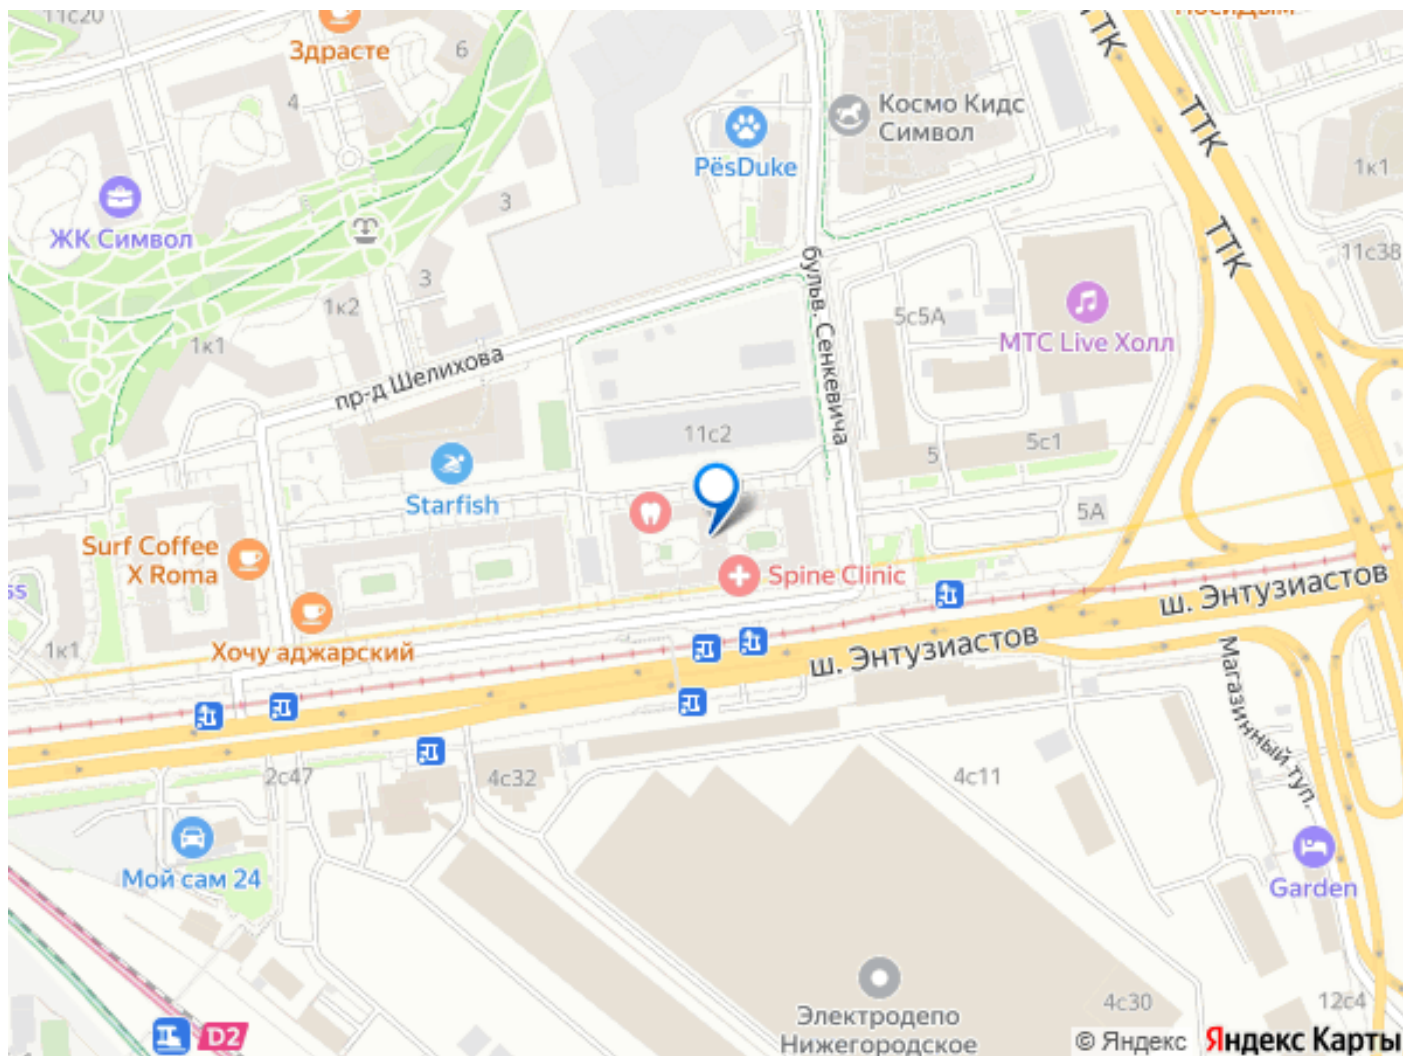 11с20
Здрасте
6
4
ЖК Символ
PёsDuke
Космо Кидс
Символ
ТТК
ТТК
ТТК
1к1
11с38
3
3
1к2
1к1
пр-д Шелихова
бульв. Сенкевича
5с5А
МТС Live Холл
11с2
5
5с1
5А
Starfish
Surf Coffee
X Roma
Хочу аджарский
1к1
Spine Clinic
ш. Энтузиастов
ш. Энтузиастов
Магазинный туп.
2с47
4с32
4с11
Мой сам 24
Garden
Электродепо
Нижегородское
4с30
12с4
D2
© Яндекс Яндекс Карты